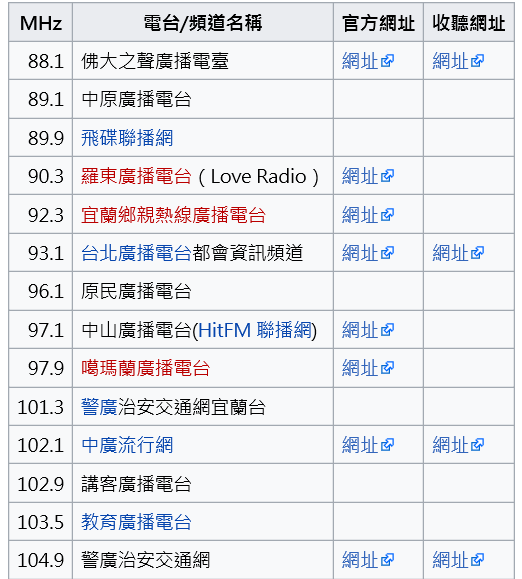 MHz 電台/頻道名稱 官方網址 收聽網址
88.1 佛大之聲廣播電臺 網址 網址
89.1 中原廣播電台
89.9 飛碟聯播網
90.3 羅東廣播電台（Love Radio） 網址
92.3 宜蘭鄉親熱線廣播電台 網址
93.1 台北廣播電台都會資訊頻道 網址 網址
96.1 原民廣播電台
97.1 中山廣播電台(HitFM 聯播網) 網址
97.9 噶瑪蘭廣播電台 網址
101.3 警廣治安交通網宜蘭台
102.1 中廣流行網 網址 網址
102.9 講客廣播電台
103.5 教育廣播電台
104.9 警廣治安交通網 網址 網址